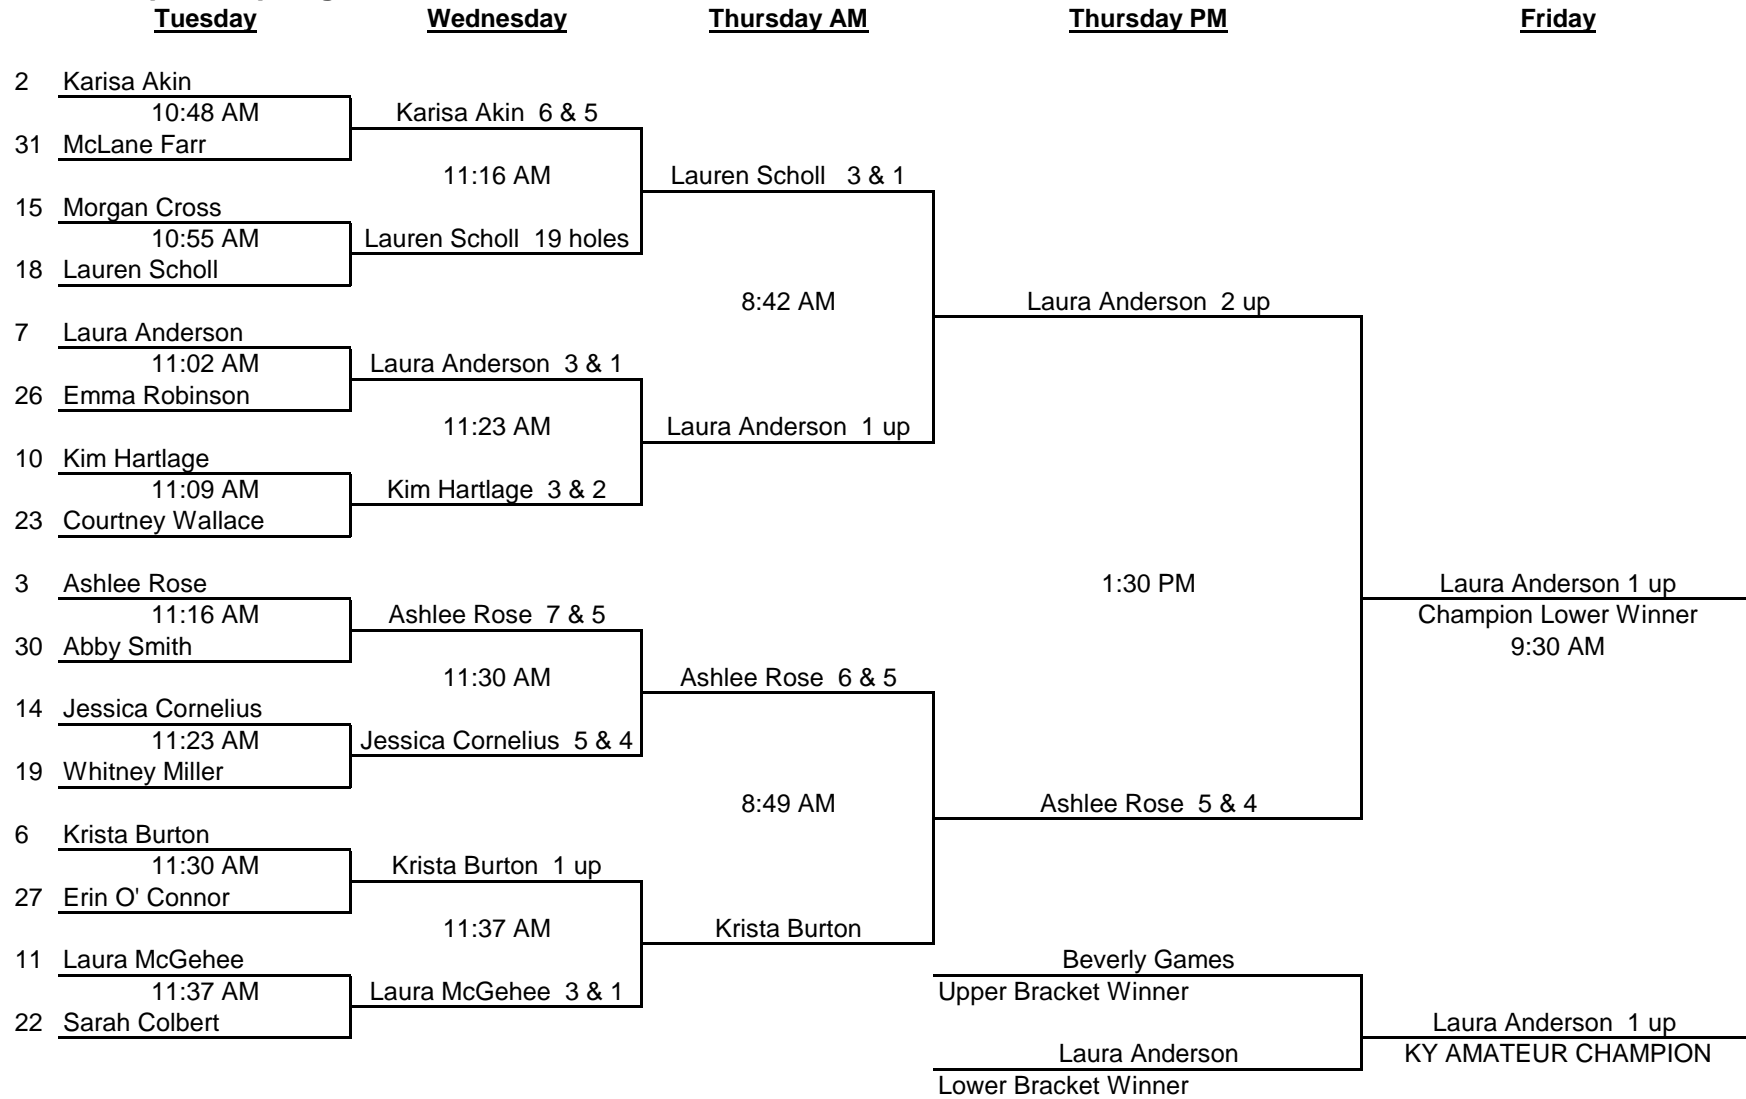 Tuesday Wednesday Thursday AM Thursday PM Friday
2 Karisa Akin
10:48 AM Karisa Akin 6 & 5
31 McLane Farr
11:16 AM Lauren Scholl 3 & 1
15 Morgan Cross
10:55 AM Lauren Scholl 19 holes
18 Lauren Scholl
8:42 AM Laura Anderson 2 up
7 Laura Anderson
11:02 AM Laura Anderson 3 & 1
26 Emma Robinson
11:23 AM Laura Anderson 1 up
10 Kim Hartlage
11:09 AM Kim Hartlage 3 & 2
23 Courtney Wallace
3 Ashlee Rose 1:30 PM Laura Anderson 1 up
11:16 AM Ashlee Rose 7 & 5 Champion Lower Winner
30 Abby Smith 9:30 AM
11:30 AM Ashlee Rose 6 & 5
14 Jessica Cornelius
11:23 AM Jessica Cornelius 5 & 4
19 Whitney Miller
8:49 AM Ashlee Rose 5 & 4
6 Krista Burton
11:30 AM Krista Burton 1 up
27 Erin O' Connor
11:37 AM Krista Burton
11 Laura McGehee Beverly Games
11:37 AM Laura McGehee 3 & 1 Upper Bracket Winner
22 Sarah Colbert Laura Anderson 1 up
Laura Anderson KY AMATEUR CHAMPION
Lower Bracket Winner